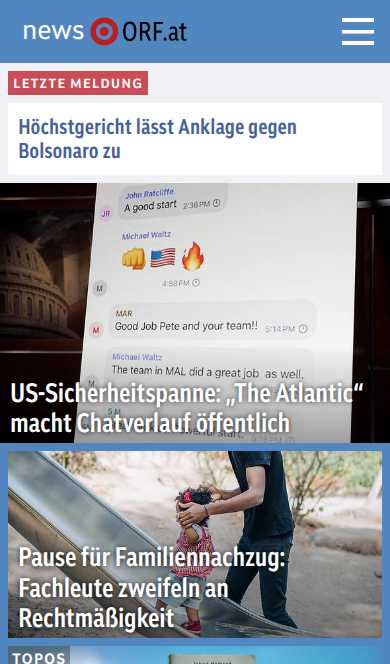 news ORF.at
LETZTE MELDUNG
Höchstgericht lässt Anklage gegen
Bolsonaro zu
John Ratcliffe
JR
A good start 2:36 PM
Michael Waltz
M
4:58 PM
MAR
M
Good Job Pete and your team!! 5:14 PM
Michael Waltz
M
The team in MAL did a great job as well.
US-Sicherheitspanne: „The Atlantic“
macht Chatverlauf öffentlich
Pause für Familiennachzug:
Fachleute zweifeln an
Rechtmäßigkeit
TOPOS